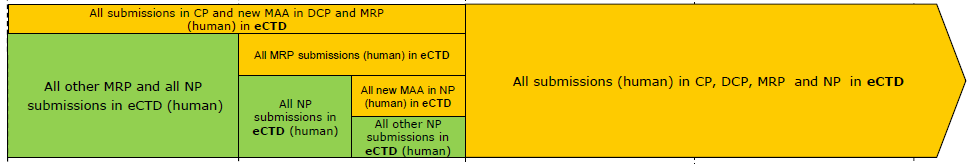 All submissions in CP and new MAA in DCP and MRP
(human) in eCTD
All MRP submissions (human) in eCTD
All other MRP and all NP
submissions in eCTD (human)
All NP
submissions in
eCTD (human)
All new MAA in NP
(human) in eCTD
All other NP
submissions in
eCTD (human)
All submissions (human) in CP, DCP, MRP and NP in eCTD